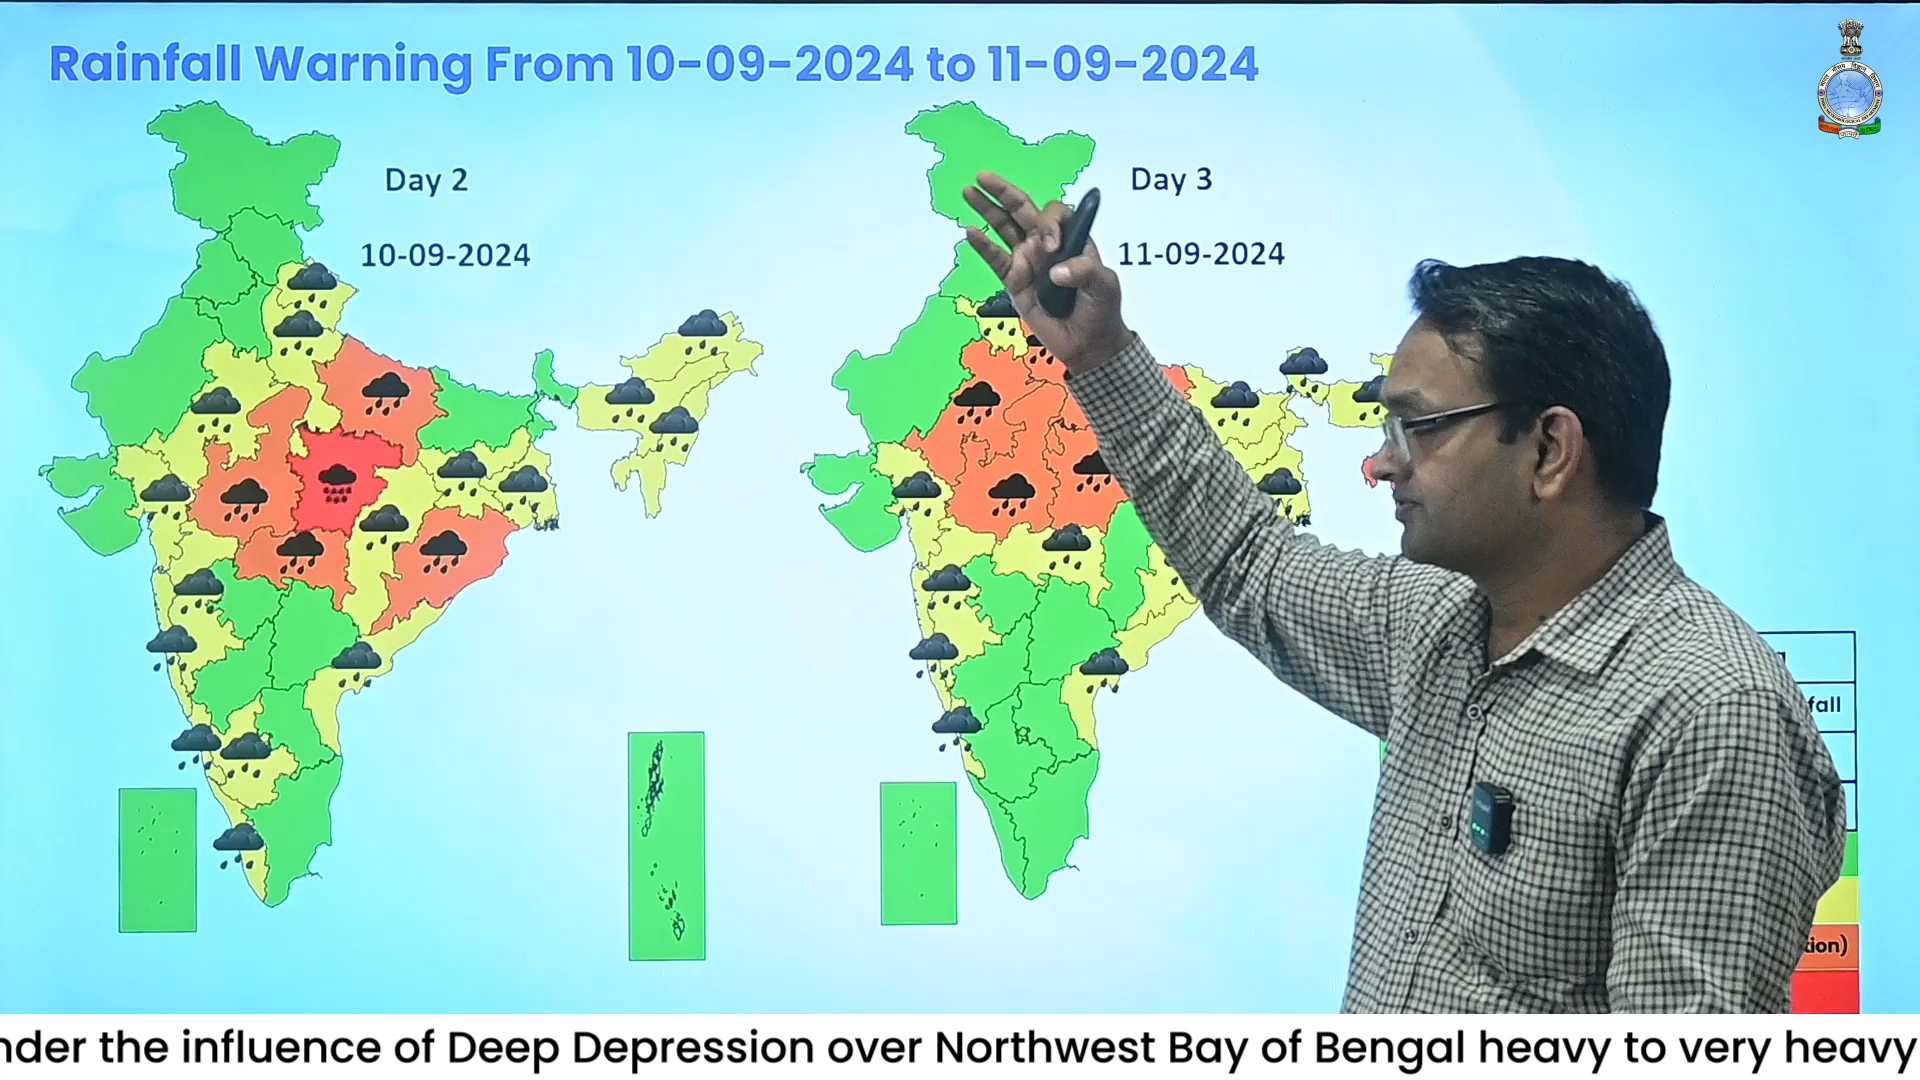 Rainfall Warning From 10-09-2024 to 11-09-2024
Day 2
10-09-2024
Day 3
11-09-2024
fall
tion)
nder the influence of Deep Depression over Northwest Bay of Bengal heavy to very heavy